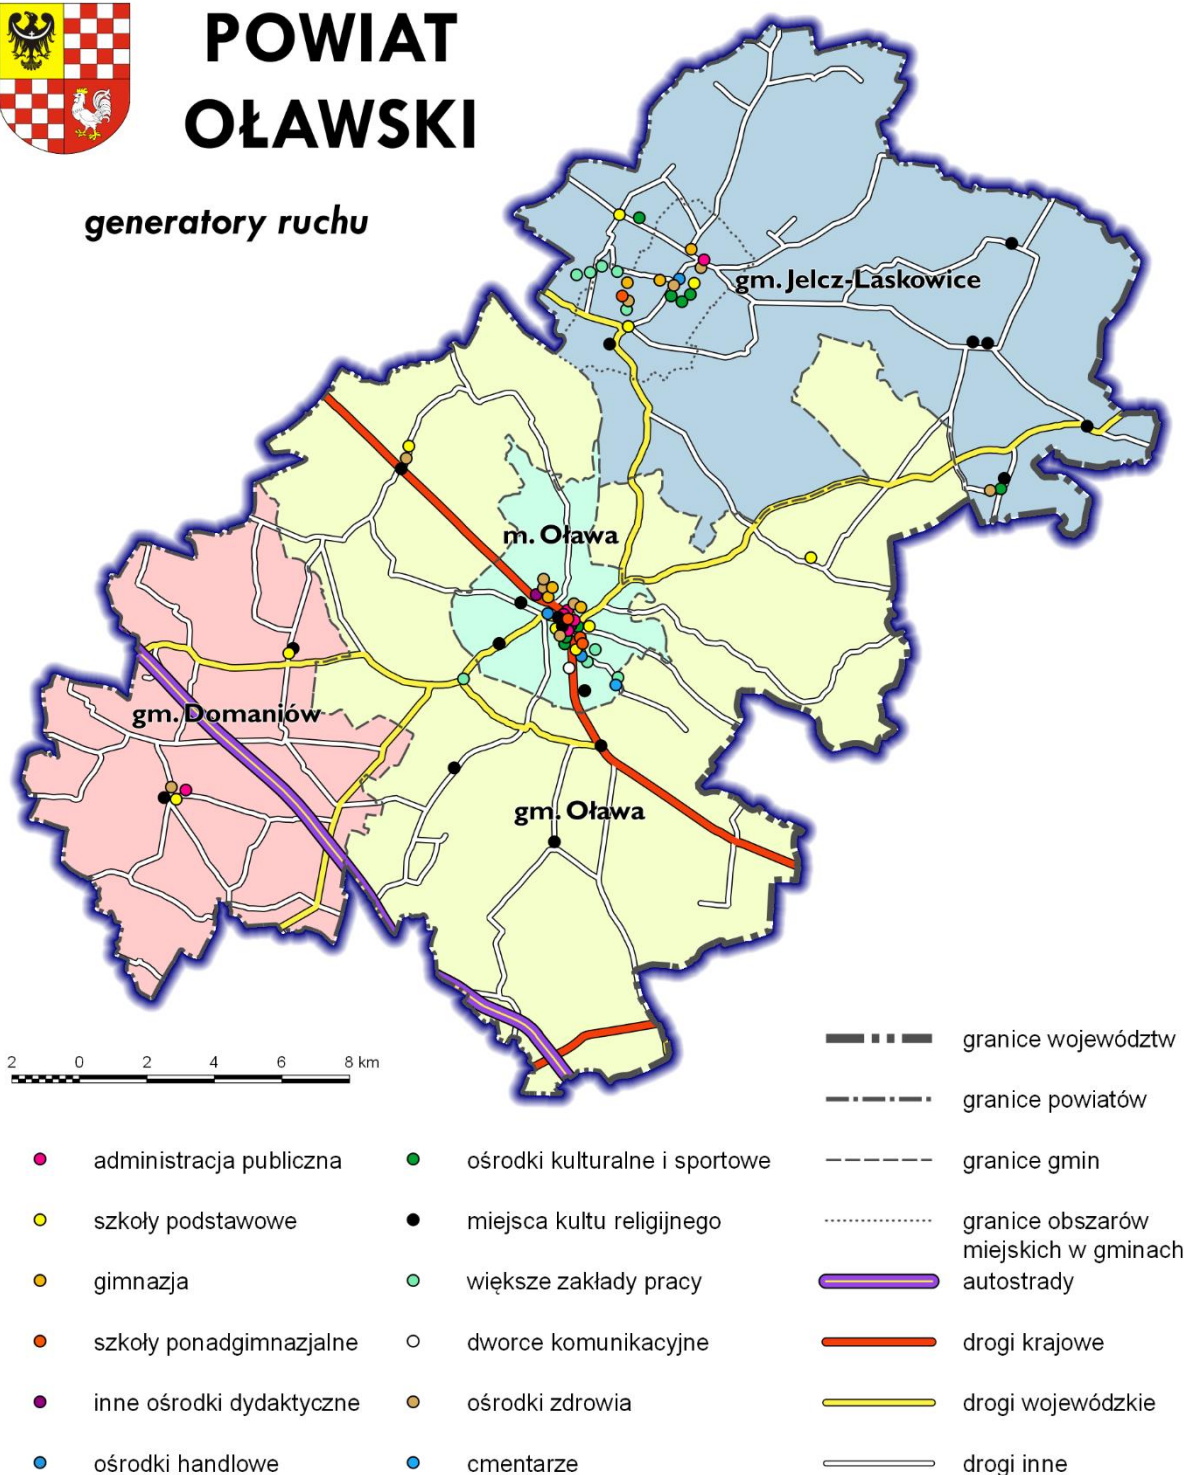 POWIAT
OŁAWSKI
generatory ruchu
gm. Jelcz-Laskowice
m. Oława
gm. Domaniów
gm. Oława
2 0 2 4 6 8 km
granice województw
granice powiatów
administracja publiczna
ośrodki kulturalne i sportowe
granice gmin
szkoły podstawowe
miejsca kultu religijnego
granice obszarów
miejskich w gminach
gimnazja
większe zakłady pracy
autostrady
szkoły ponadgimnazjalne
dworce komunikacyjne
drogi krajowe
inne ośrodki dydaktyczne
ośrodki zdrowia
drogi wojewódzkie
ośrodki handlowe
cmentarze
drogi inne